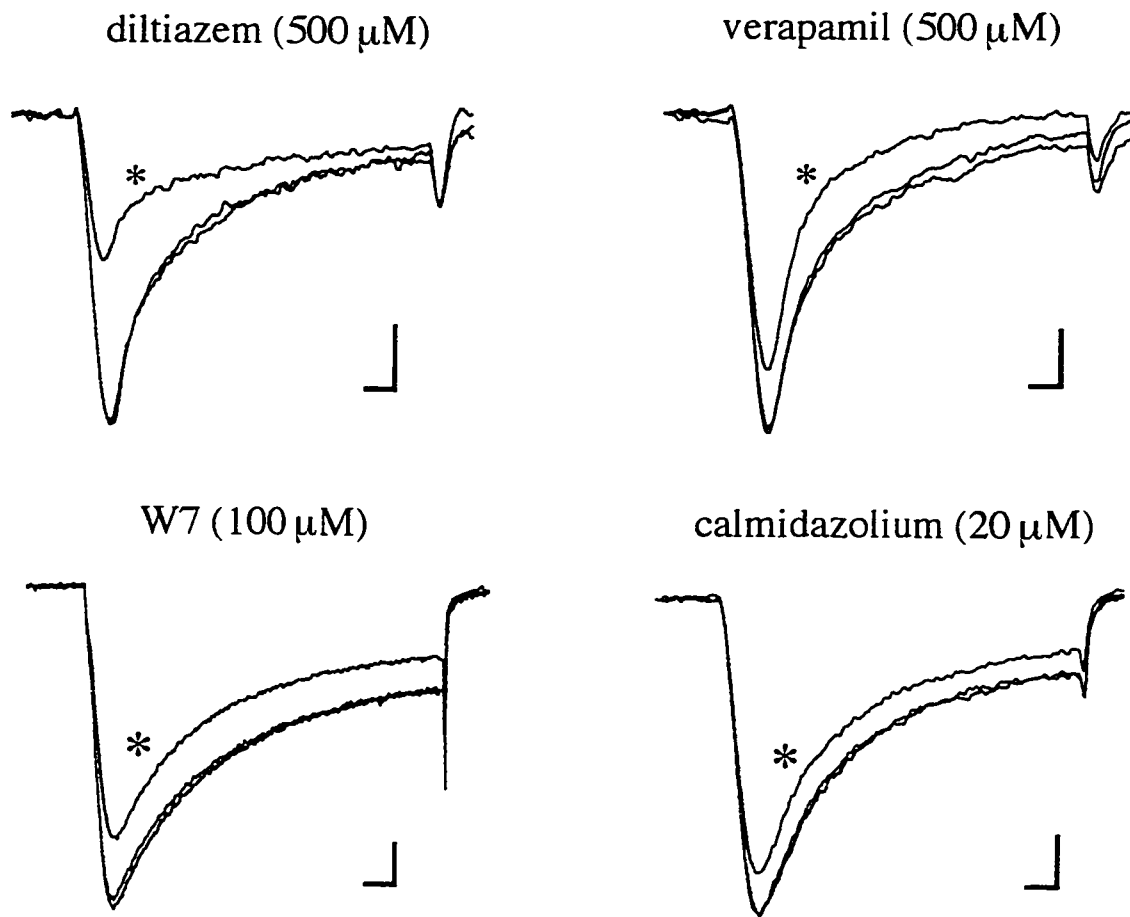 diltiazem (500 μM)
verapamil (500 μM)
*
*
W7 (100 μM)
calmidazolium (20 μM)
*
*